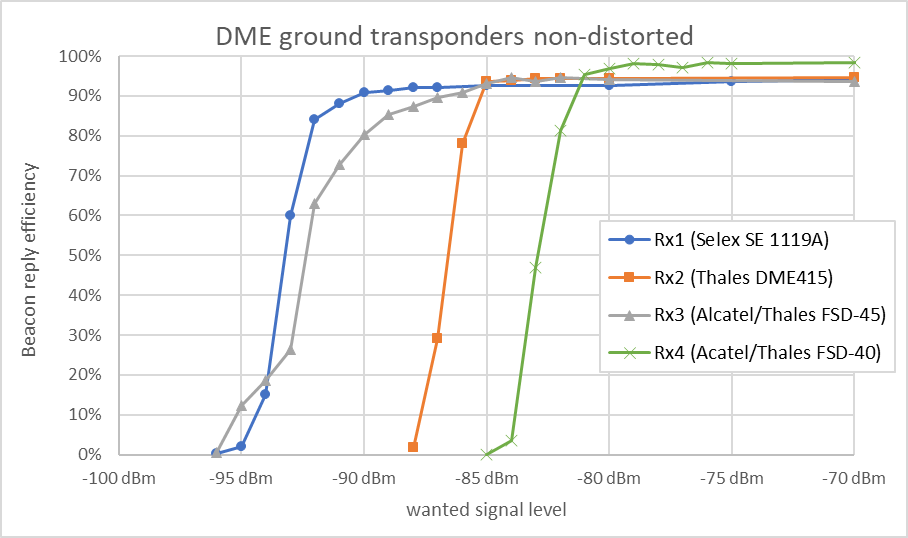 DME ground transponders non-distorted
100%
90%
80%
70%
60%
50%
40%
30%
20%
10%
0%
Beacon reply efficiency
Rx1 (Selex SE 1119A)
Rx2 (Thales DME415)
Rx3 (Alcatel/Thales FSD-45)
Rx4 (Acatel/Thales FSD-40)
-100 dBm -95 dBm -90 dBm -85 dBm -80 dBm -75 dBm -70 dBm
wanted signal level